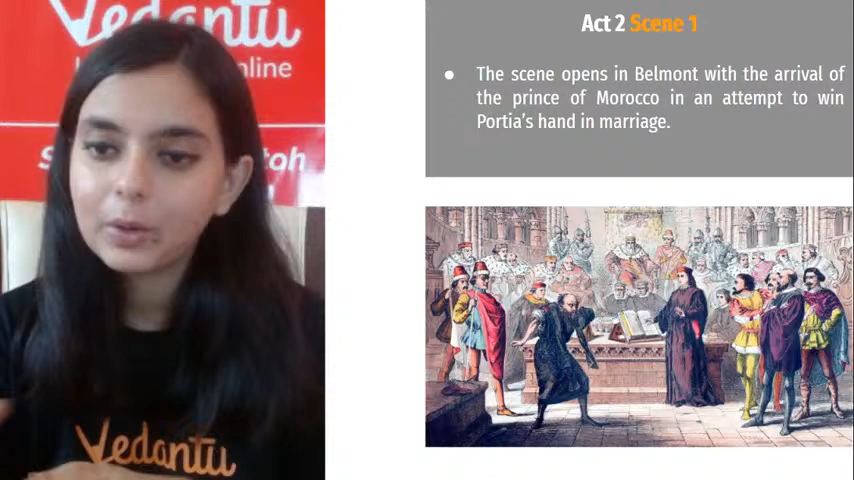 Vedantu
nline
Act 2 Scene 1
● The scene opens in Belmont with the arrival of
the prince of Morocco in an attempt to win
Portia's hand in marriage.
Vedantu